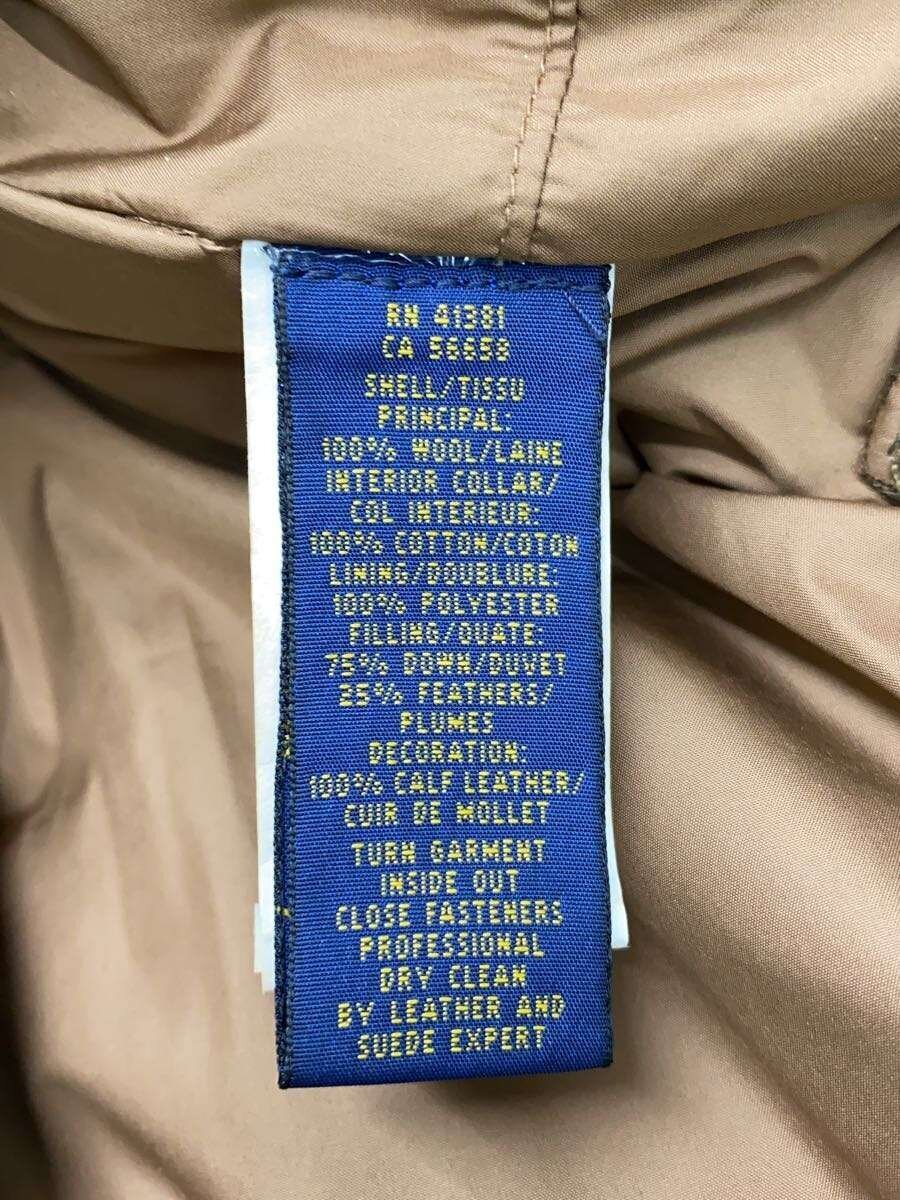 RN 41381
CA 56658
SHELL/TISSU
PRINCIPAL:
100% WOOL/LAINE
INTERIOR COLLAR/
COL INTERIEUR:
100% COTTON/COTON
LINING/DOUBLURE:
100% POLYESTER
FILLING/OUATE:
75% DOWN/DUVET
25% FEATHERS/
PLUMES
DECORATION:
100% CALF LEATHER/
CUIR DE MOLLET
TURN GARMENT
INSIDE OUT
CLOSE FASTENERS
PROFESSIONAL
DRY CLEAN
BY LEATHER AND
SUEDE EXPERT